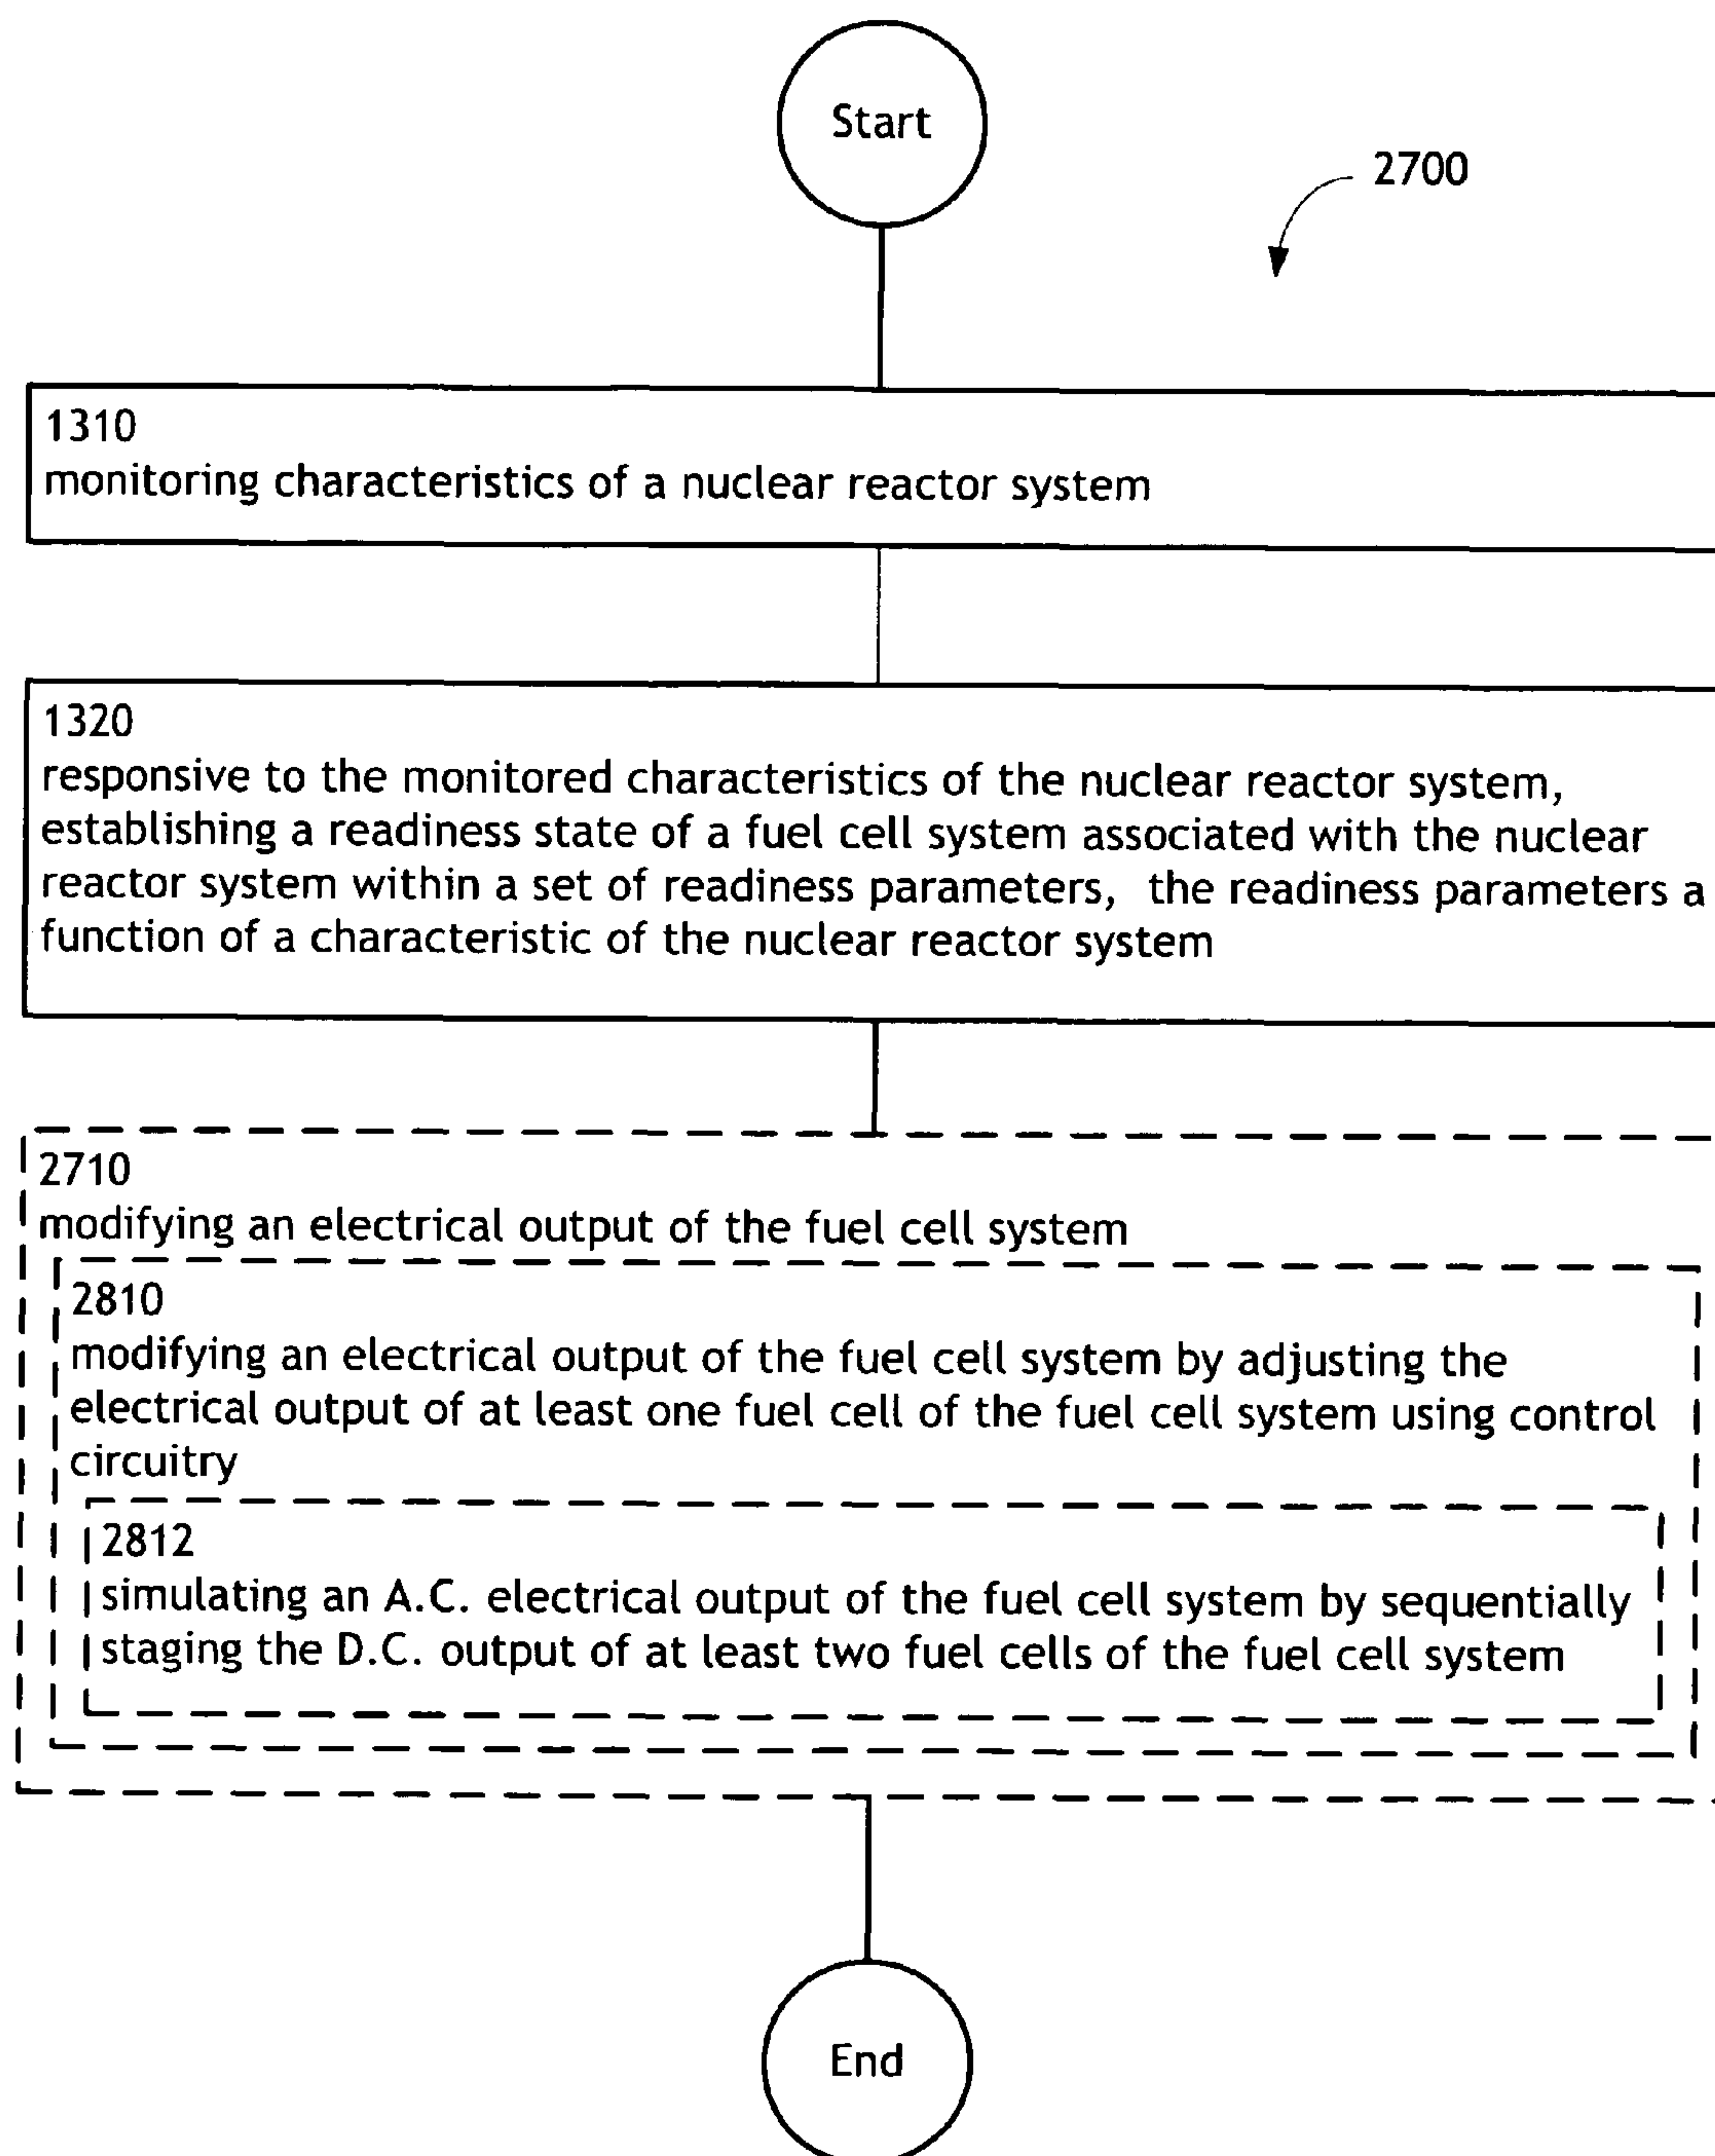 Start
2700
1310
monitoring characteristics of a nuclear reactor system
1320
responsive to the monitored characteristics of the nuclear reactor system,
establishing a readiness state of a fuel cell system associated with the nuclear
reactor system within a set of readiness parameters, the readiness parameters a
function of a characteristic of the nuclear reactor system
2710
modifying an electrical output of the fuel cell system
2810
modifying an electrical output of the fuel cell system by adjusting the
electrical output of at least one fuel cell of the fuel cell system using control
circuitry
2812
simulating an A.C. electrical output of the fuel cell system by sequentially
staging the D.C. output of at least two fuel cells of the fuel cell system
End